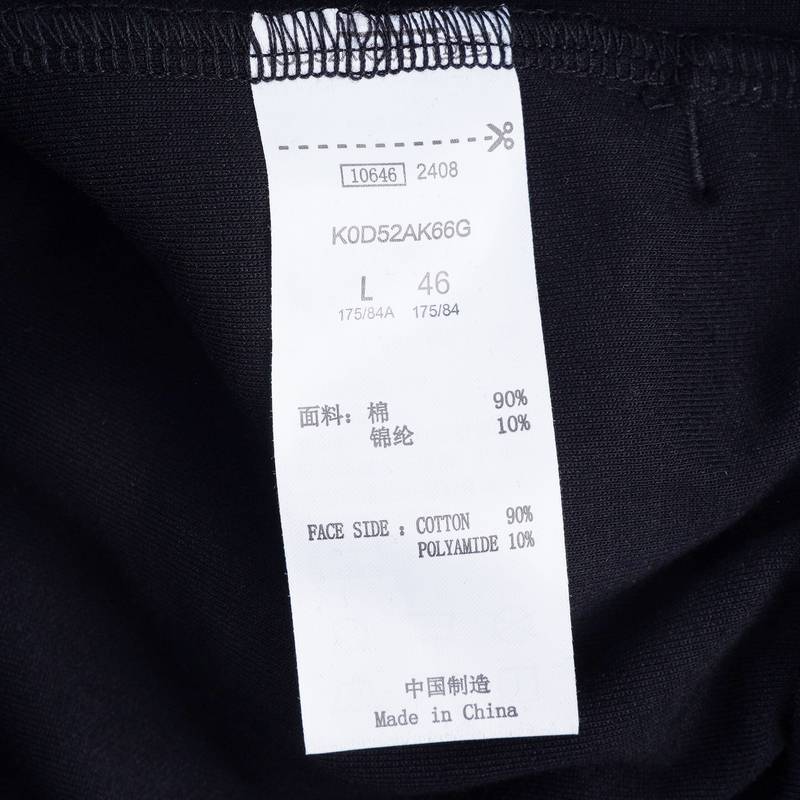 10646 2408
K0D52AK66G
L 46
175/84A 175/84
面料：棉 90%
锦纶 10%
FACE SIDE : COTTON 90%
POLYAMIDE 10%
中国制造
Made in China